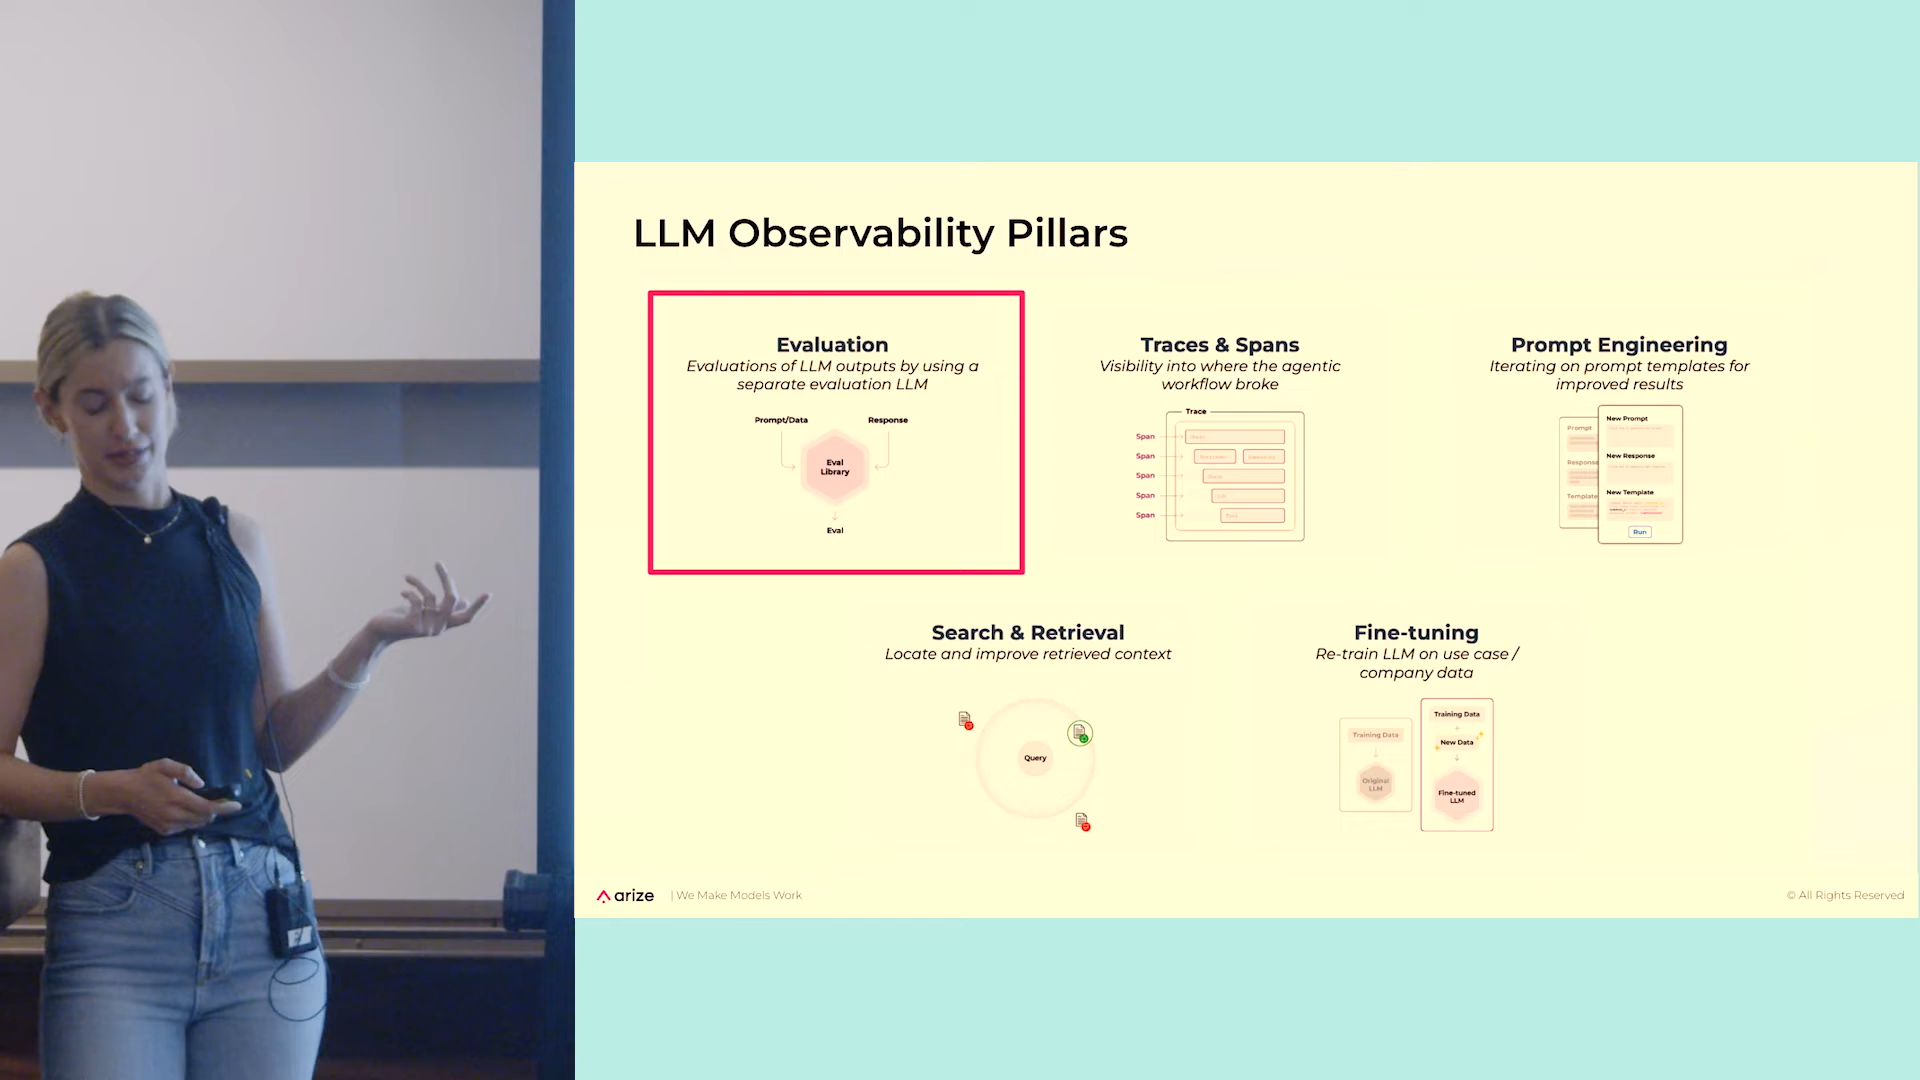 LLM Observability Pillars
Evaluation
Evaluations of LLM outputs by using a
separate evaluation LLM
Prompt/Data
Response
Eval
Library
Eval
Traces & Spans
Visibility into where the agentic
workflow broke
Trace
Span
Span
Span
Span
Span
Prompt Engineering
Iterating on prompt templates for
improved results
Prompt
Response
Template
New Prompt
New Response
New Template
Run
Search & Retrieval
Locate and improve retrieved context
Query
Fine-tuning
Re-train LLM on use case /
company data
Training Data
Original
LLM
Training Data
+
New Data
Fine-tuned
LLM
arize | We Make Models Work
© All Rights Reserved